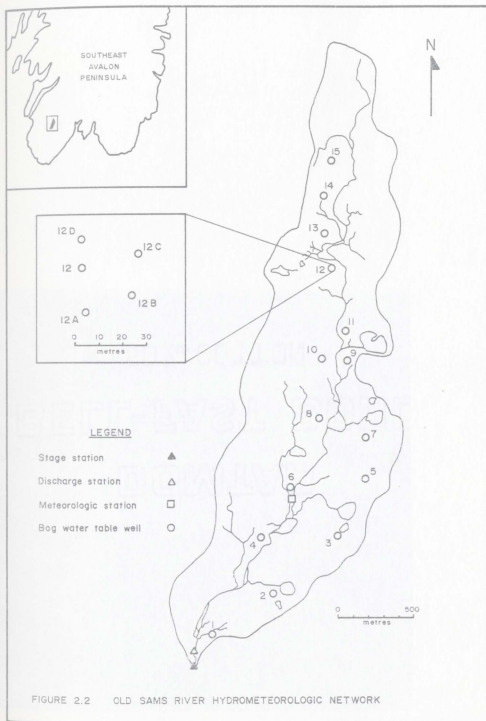 SOUTHEAST
AVALON
PENINSULA
N
15
14
13
12
12D
12C
12
12B
12A
0 10 20 30
metres
11
10
9
8
7
6
5
4
3
2
1
LEGEND
Stage station
Discharge station
Meteorologic station
Bog water table well
0 500
metres
FIGURE 2.2 OLD SAMS RIVER HYDROMETEOROLOGIC NETWORK